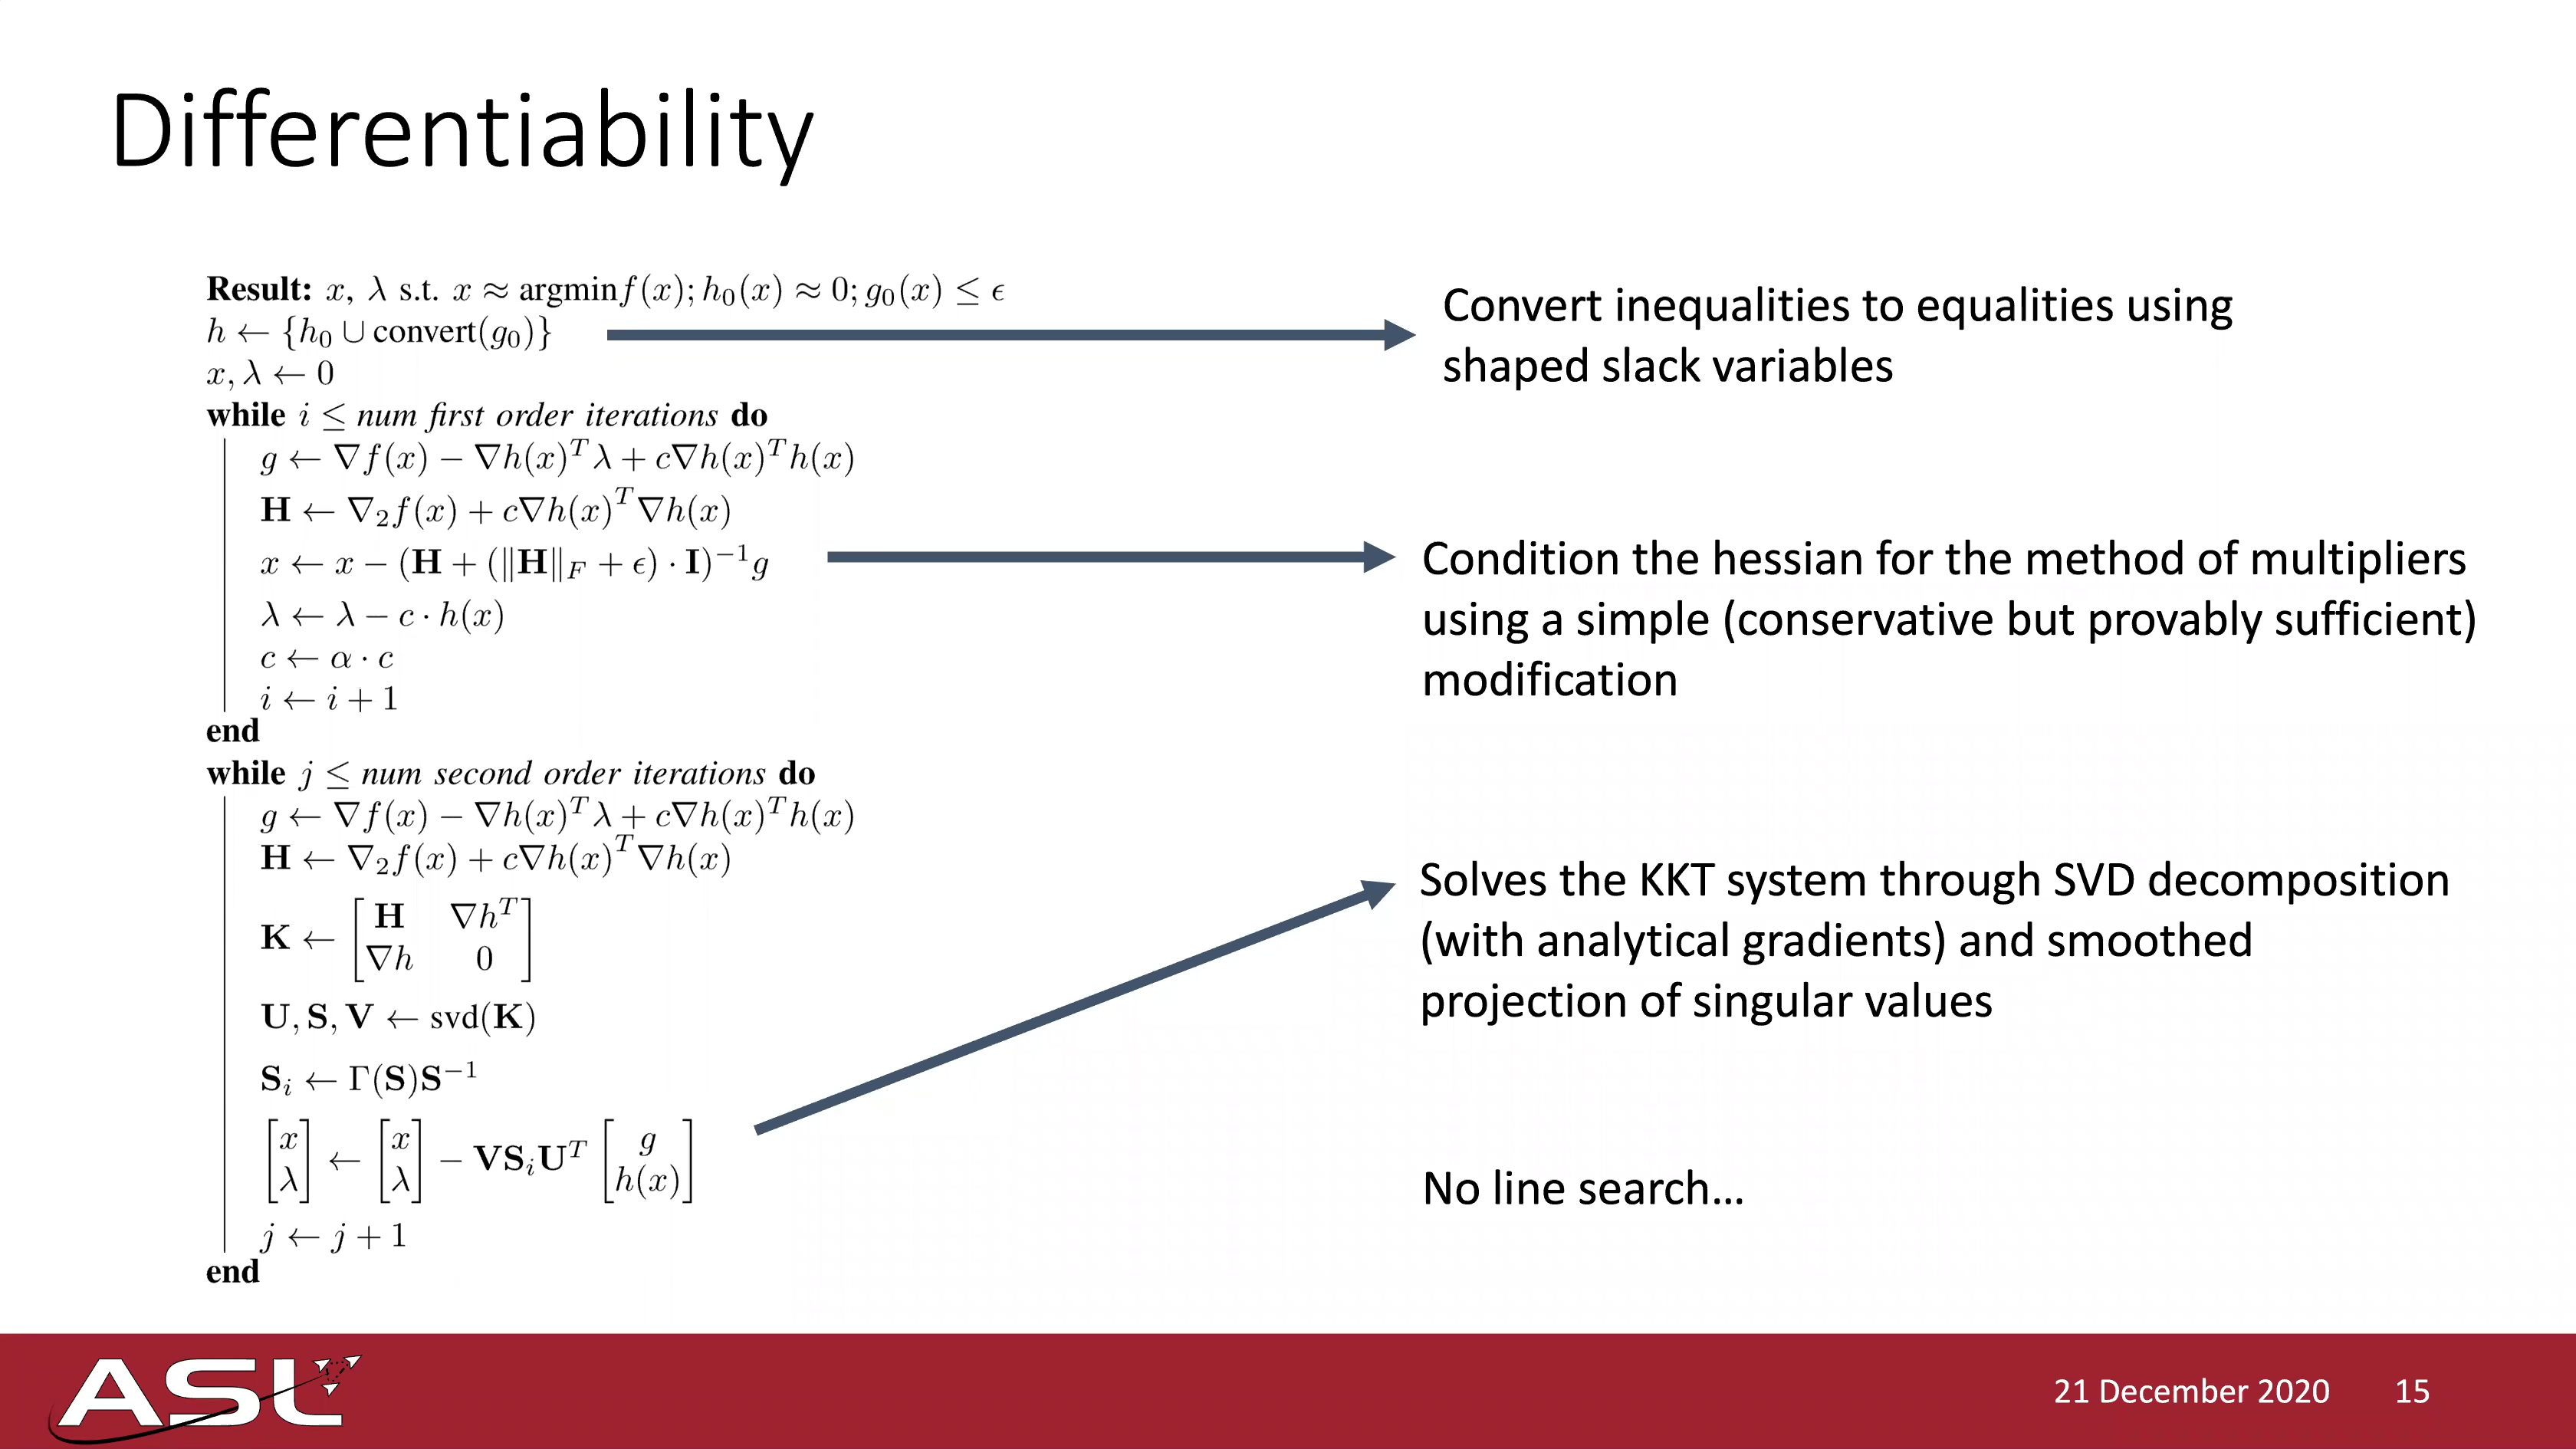 Differentiability
Result: x, λ s.t. x ≈ argminf(x); h₀(x) ≈ 0; g₀(x) ≤ ϵ
h ← {h₀ ∪ convert(g₀)}
x, λ ← 0
while i ≤ num first order iterations do
g ← ∇f(x) − ∇h(x)ᵀλ + c∇h(x)ᵀh(x)
H ← ∇₂f(x) + c∇h(x)ᵀ∇h(x)
x ← x − (H + (‖H‖_F + ϵ) · I)⁻¹g
λ ← λ − c · h(x)
c ← α · c
i ← i + 1
end
while j ≤ num second order iterations do
g ← ∇f(x) − ∇h(x)ᵀλ + c∇h(x)ᵀh(x)
H ← ∇₂f(x) + c∇h(x)ᵀ∇h(x)
K ← [H ∇hᵀ; ∇h 0]
U, S, V ← svd(K)
Sᵢ ← Γ(S)S⁻¹
[x; λ] ← [x; λ] − VSᵢUᵀ [g; h(x)]
j ← j + 1
end
Convert inequalities to equalities using
shaped slack variables
Condition the hessian for the method of multipliers
using a simple (conservative but provably sufficient)
modification
Solves the KKT system through SVD decomposition
(with analytical gradients) and smoothed
projection of singular values
No line search...
ASL
21 December 2020 15